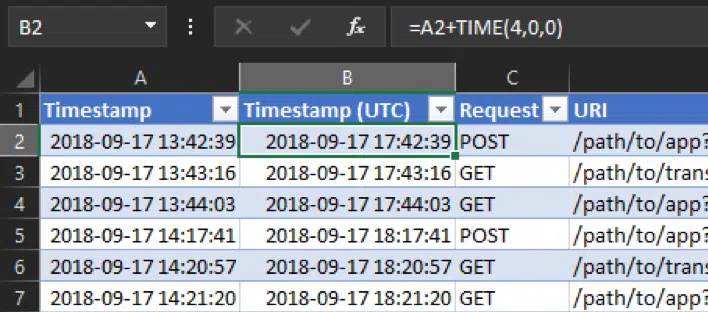 B2 fx =A2+TIME(4,0,0)
A B C
1 Timestamp Timestamp (UTC) Request URI
2 2018-09-17 13:42:39 2018-09-17 17:42:39 POST /path/to/app?
3 2018-09-17 13:43:16 2018-09-17 17:43:16 GET /path/to/trans
4 2018-09-17 13:44:03 2018-09-17 17:44:03 GET /path/to/app?
5 2018-09-17 14:17:41 2018-09-17 18:17:41 POST /path/to/app?
6 2018-09-17 14:20:57 2018-09-17 18:20:57 GET /path/to/trans
7 2018-09-17 14:21:20 2018-09-17 18:21:20 GET /path/to/app?